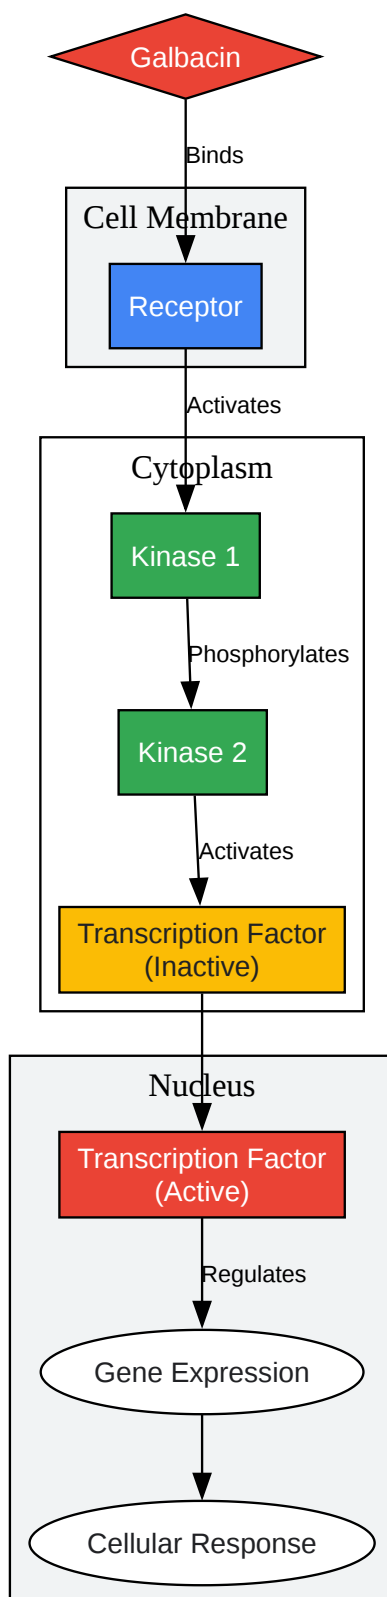 Galbacin
Binds
Cell Membrane
Receptor
Activates
Cytoplasm
Kinase 1
Phosphorylates
Kinase 2
Activates
Transcription Factor
(Inactive)
Nucleus
Transcription Factor
(Active)
Regulates
Gene Expression
Cellular Response